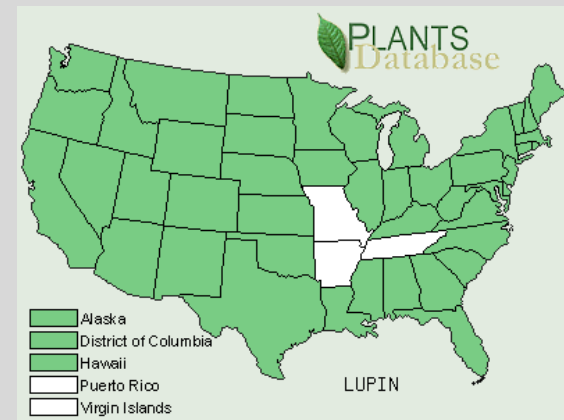 PLANTS
Database
Alaska
District of Columbia
Hawaii
Puerto Rico
Virgin Islands
LUPIN